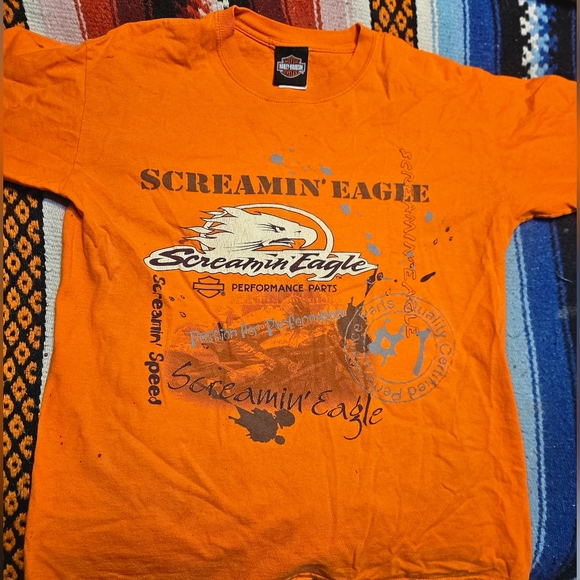 HARLEY-DAVIDSON
SCREAMIN' EAGLE
SCREAMIN' EAGLE
Screamin' Eagle
PERFORMANCE PARTS
Screamin' Speed
Passion for Performance
Quality Certified
#1
Screamin' Eagle